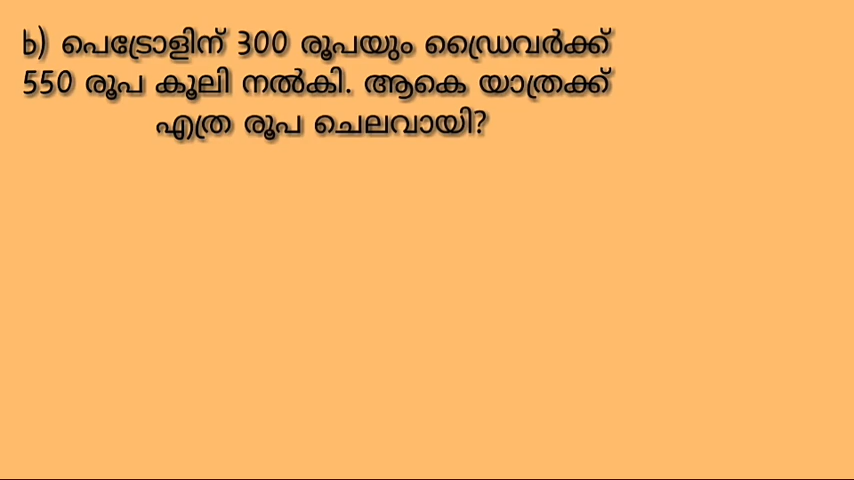 b) പെട്രോളിന് 300 രൂപയും ഡ്രൈവർക്ക്
550 രൂപ കൂലി നൽകി. ആകെ യാത്രക്ക്
എത്ര രൂപ ചെലവായി?